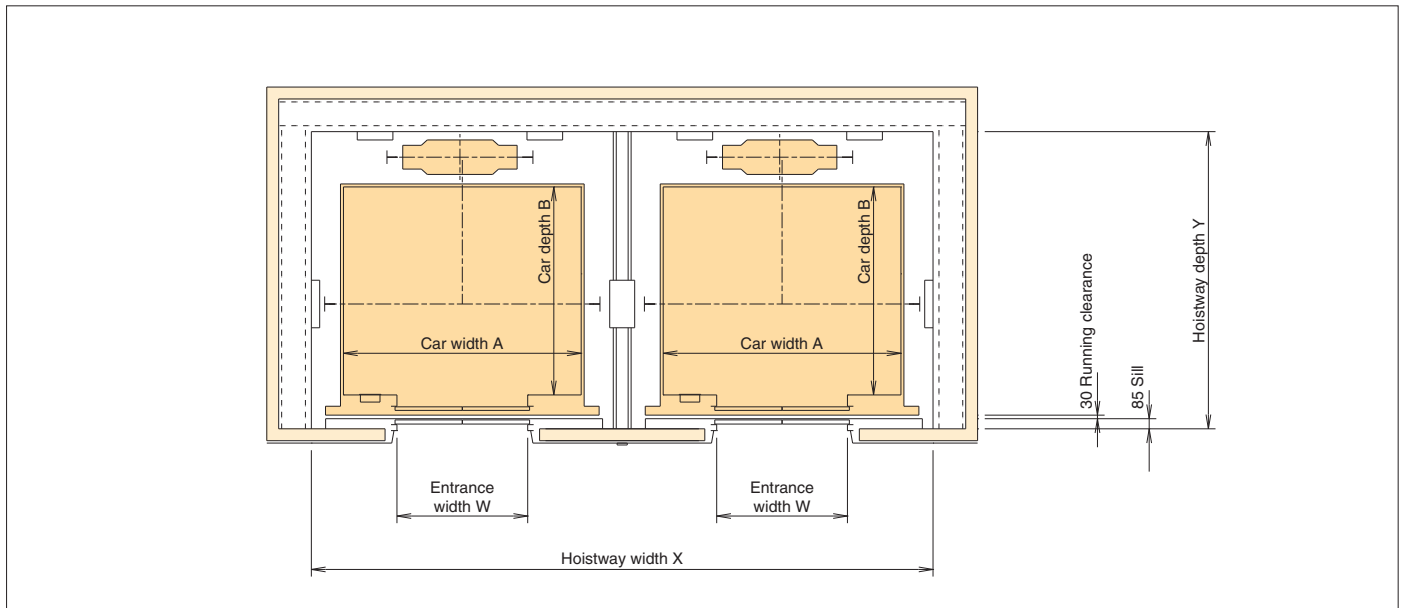 Car depth B
Car depth B
Car width A
Car width A
Hoistway depth Y
30 Running clearance
85 Sill
Entrance
width W
Entrance
width W
Hoistway width X